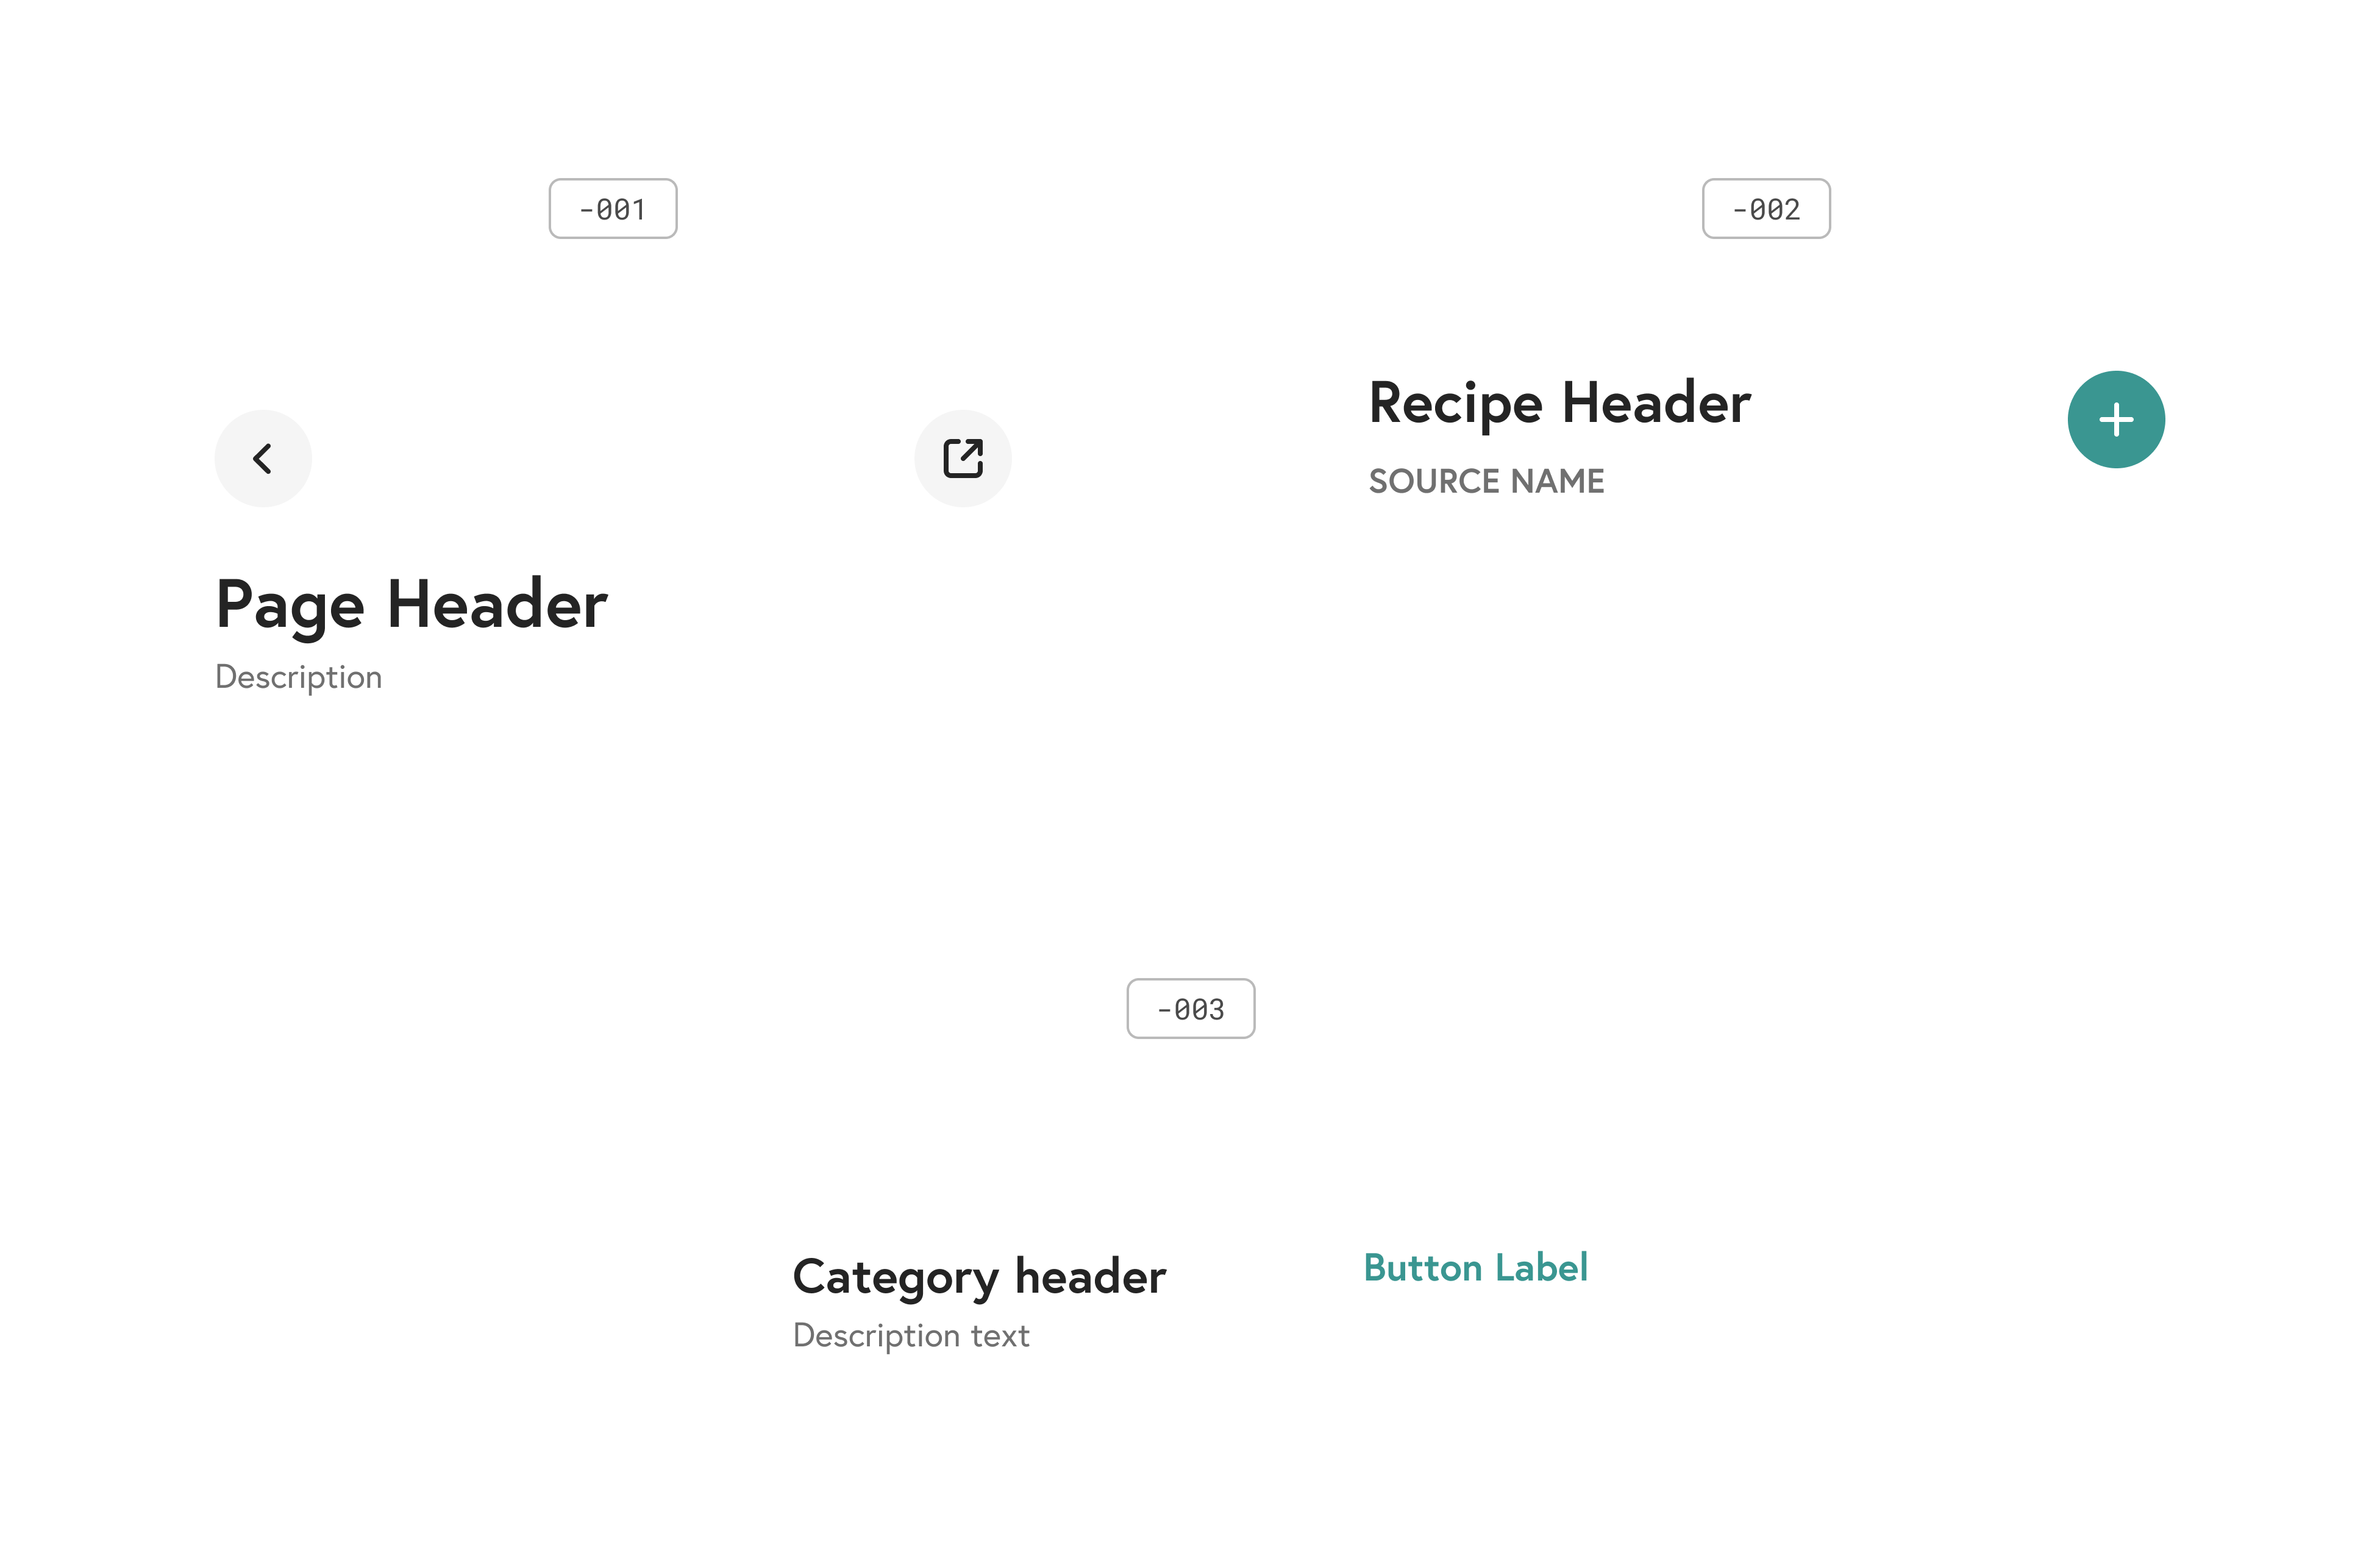 -001
-002
Recipe Header
SOURCE NAME
Page Header
Description
-003
Category header
Button Label
Description text